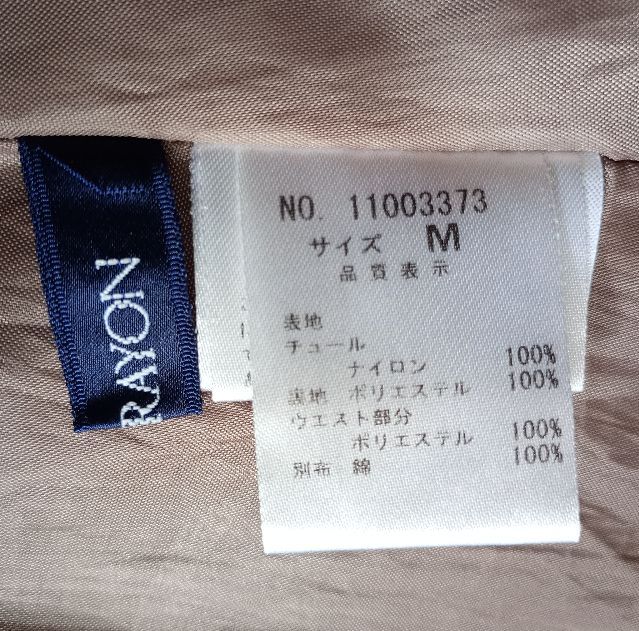 RAYON
NO. 11003373
サイズ M
品質表示
表地
チュール
ナイロン 100%
裏地 ポリエステル 100%
ウエスト部分
ポリエステル 100%
別布 綿 100%